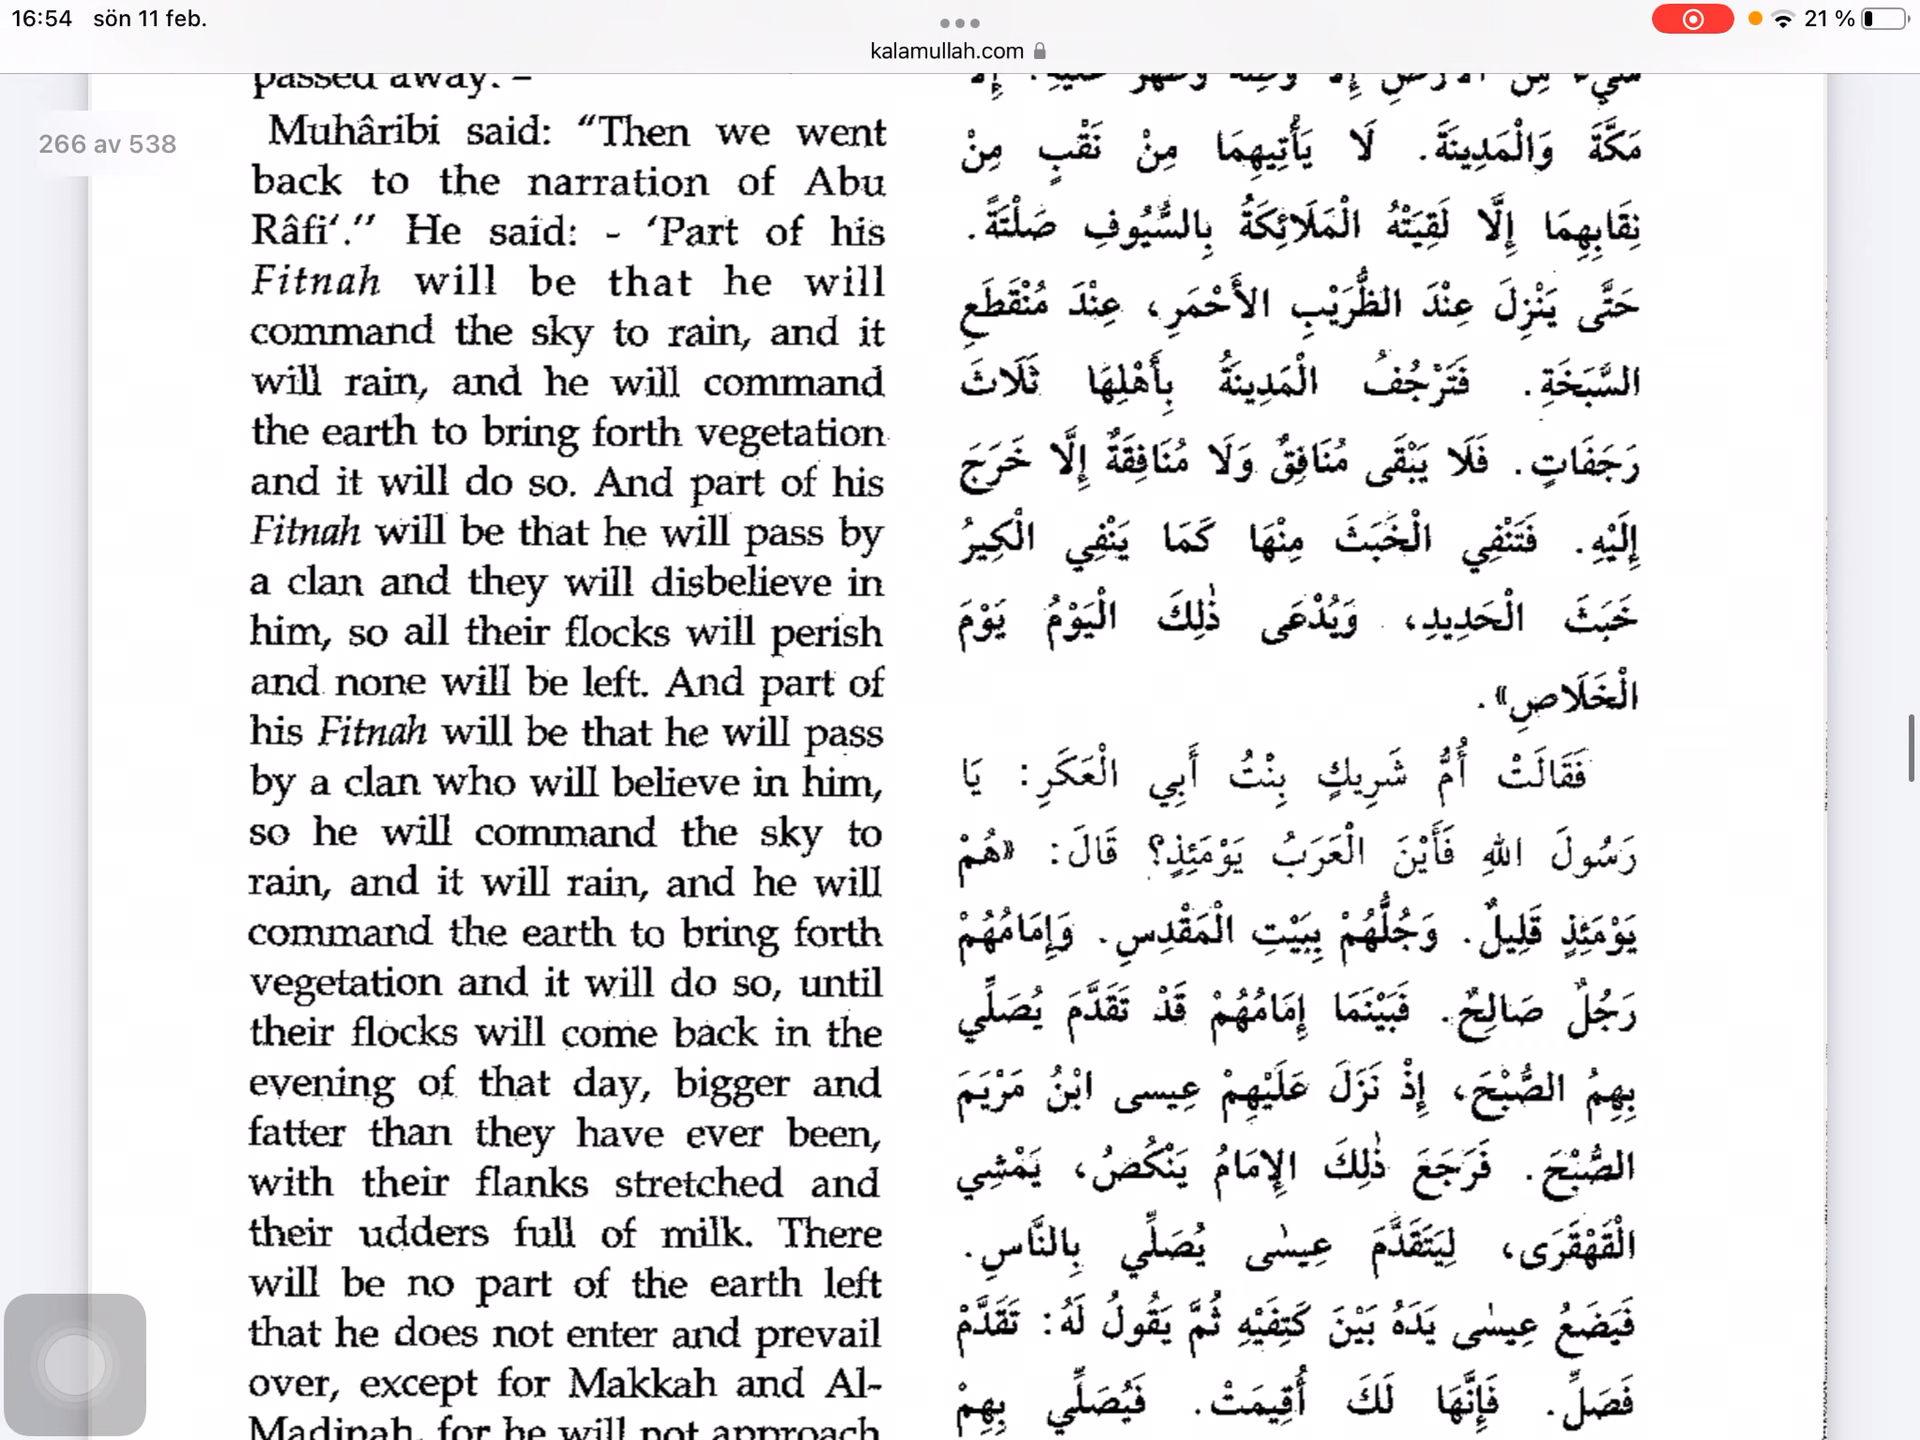 16:54 sön 11 feb.
21 %
kalamullah.com
266 av 538
passed away. –
Muhâribi said: “Then we went
back to the narration of Abu
Râfi‘.” He said: - ‘Part of his
Fitnah will be that he will
command the sky to rain, and it
will rain, and he will command
the earth to bring forth vegetation
and it will do so. And part of his
Fitnah will be that he will pass by
a clan and they will disbelieve in
him, so all their flocks will perish
and none will be left. And part of
his Fitnah will be that he will pass
by a clan who will believe in him,
so he will command the sky to
rain, and it will rain, and he will
command the earth to bring forth
vegetation and it will do so, until
their flocks will come back in the
evening of that day, bigger and
fatter than they have ever been,
with their flanks stretched and
their udders full of milk. There
will be no part of the earth left
that he does not enter and prevail
over, except for Makkah and Al-
Madinah, for he will not approach
شَيْءٌ مِنَ الأَرْضِ إِلَّا وَطِئَهُ وَظَهَرَ عَلَيْهِ. إِلَّا
مَكَّةَ وَالْمَدِينَةَ. لَا يَأْتِيهِمَا مِنْ نَقْبٍ مِنْ
نِقَابِهِمَا إِلَّا لَقِيَتْهُ الْمَلَائِكَةُ بِالسُّيُوفِ صَلْتَةً.
حَتَّى يَنْزِلَ عِنْدَ الظُّرَيْبِ الأَحْمَرِ، عِنْدَ مُنْقَطَعِ
السَّبَخَةِ. فَتَرْجُفُ الْمَدِينَةُ بِأَهْلِهَا ثَلَاثَ
رَجَفَاتٍ. فَلَا يَبْقَى مُنَافِقٌ وَلَا مُنَافِقَةٌ إِلَّا خَرَجَ
إِلَيْهِ. فَتَنْفِي الْخَبَثَ مِنْهَا كَمَا يَنْفِي الْكِيرُ
خَبَثَ الْحَدِيدِ، وَيُدْعَى ذٰلِكَ الْيَوْمُ يَوْمَ
الْخَلَاصِ».
فَقَالَتْ أُمُّ شَرِيكٍ بِنْتُ أَبِي الْعَكَرِ: يَا
رَسُولَ اللهِ فَأَيْنَ الْعَرَبُ يَوْمَئِذٍ؟ قَالَ: «هُمْ
يَوْمَئِذٍ قَلِيلٌ. وَجُلُّهُمْ بِبَيْتِ الْمَقْدِسِ. وَإِمَامُهُمْ
رَجُلٌ صَالِحٌ. فَبَيْنَمَا إِمَامُهُمْ قَدْ تَقَدَّمَ يُصَلِّي
بِهِمُ الصُّبْحَ، إِذْ نَزَلَ عَلَيْهِمْ عِيسى ابْنُ مَرْيَمَ
الصُّبْحَ. فَرَجَعَ ذٰلِكَ الإِمَامُ يَنْكُصُ، يَمْشِي
الْقَهْقَرَى، لِيَتَقَدَّمَ عِيسٰى يُصَلِّي بِالنَّاسِ.
فَيَضَعُ عِيسٰى يَدَهُ بَيْنَ كَتِفَيْهِ ثُمَّ يَقُولُ لَهُ: تَقَدَّمْ
فَصَلِّ. فَإِنَّهَا لَكَ أُقِيمَتْ. فَيُصَلِّي بِهِمْ